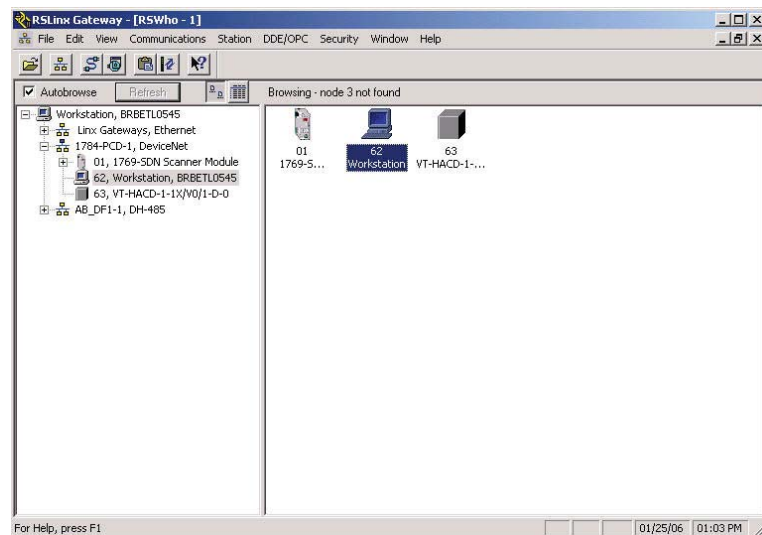 RSLinx Gateway - [RSWho - 1]
File Edit View Communications Station DDE/OPC Security Window Help
Autobrowse Refresh Browsing - node 3 not found
Workstation, BRBETL0545
Linx Gateways, Ethernet
1784-PCD-1, DeviceNet
01, 1769-SDN Scanner Module
62, Workstation, BRBETL0545
63, VT-HACD-1-1X/V0/1-D-0
AB_DF1-1, DH-485
01
1769-S...
62
Workstation
63
VT-HACD-1-...
For Help, press F1
01/25/06 01:03 PM